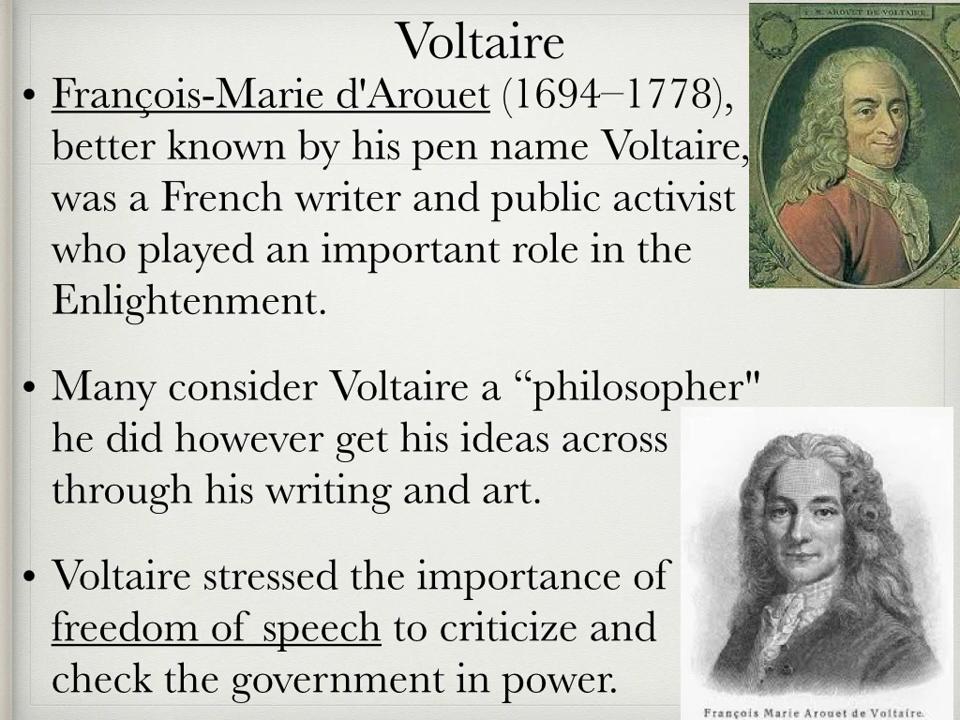 Voltaire
• François-Marie d'Arouet (1694–1778),
better known by his pen name Voltaire,
was a French writer and public activist
who played an important role in the
Enlightenment.
• Many consider Voltaire a “philosopher"
he did however get his ideas across
through his writing and art.
• Voltaire stressed the importance of
freedom of speech to criticize and
check the government in power.
AROUET DE VOLTAIRE
François Marie Arouet de Voltaire.